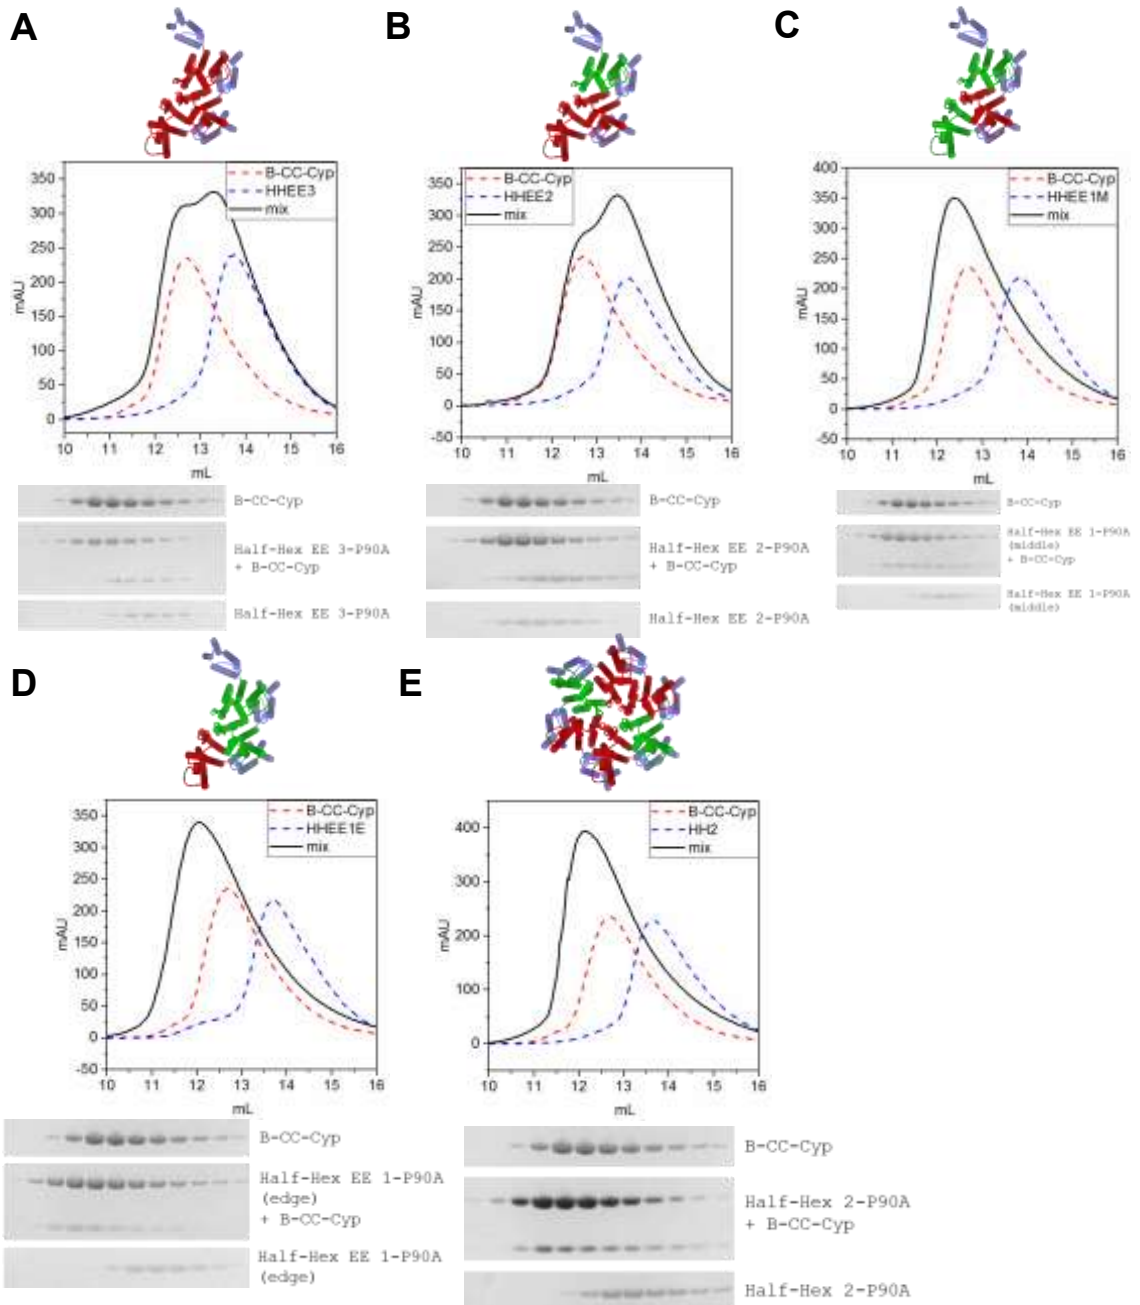 A
B
C
350
300
250
200
150
100
50
0
mAU
B-CC-Cyp
HHEE3
mix
10 11 12 13 14 15 16
mL
350
300
250
200
150
100
50
0
-50
mAU
B-CC-Cyp
HHEE2
mix
10 11 12 13 14 15 16
mL
400
350
300
250
200
150
100
50
0
-50
mAU
B-CC-Cyp
HHEE1M
mix
10 11 12 13 14 15 16
mL
B-CC-Cyp
Half-Hex EE 3-P90A
+ B-CC-Cyp
Half-Hex EE 3-P90A
B-CC-Cyp
Half-Hex EE 2-P90A
+ B-CC-Cyp
Half-Hex EE 2-P90A
B-CC-Cyp
Half-Hex EE 1-P90A
(middle)
+ B-CC-Cyp
Half-Hex EE 1-P90A
(middle)
D
E
350
300
250
200
150
100
50
0
-50
mAU
B-CC-Cyp
HHEE1E
mix
10 11 12 13 14 15 16
mL
400
300
200
100
0
mAU
B-CC-Cyp
HH2
mix
10 11 12 13 14 15 16
mL
B-CC-Cyp
Half-Hex EE 1-P90A
(edge)
+ B-CC-Cyp
Half-Hex EE 1-P90A
(edge)
B-CC-Cyp
Half-Hex 2-P90A
+ B-CC-Cyp
Half-Hex 2-P90A